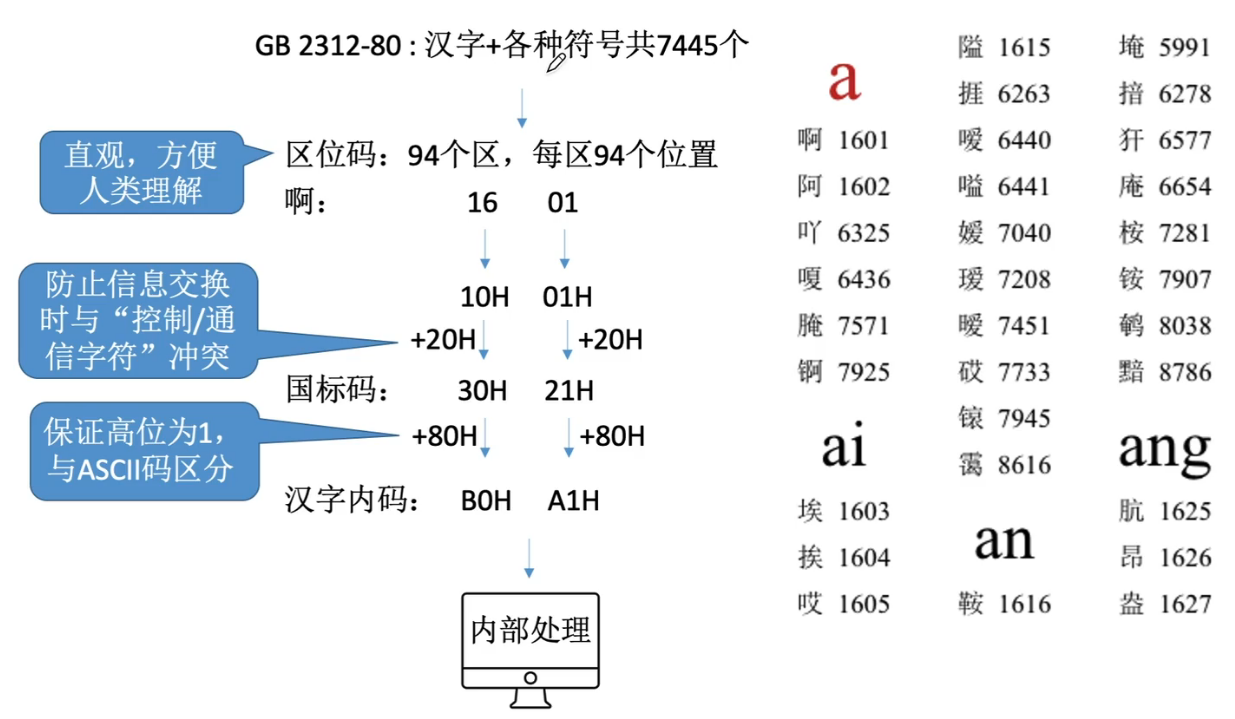 GB 2312-80 : 汉字+各种符号共7445个
直观，方便
人类理解
区位码：94个区，每区94个位置
啊： 16 01
10H 01H
防止信息交换
时与“控制/通
信字符”冲突
+20H +20H
国标码： 30H 21H
保证高位为1，
与ASCII码区分
+80H +80H
汉字内码： B0H A1H
内部处理
a
啊 1601
阿 1602
吖 6325
嘎 6436
腌 7571
锕 7925
ai
埃 1603
挨 1604
哎 1605
隘 1615
捱 6263
嗳 6440
嗌 6441
嫒 7040
瑷 7208
暧 7451
砹 7733
锿 7945
霭 8616
an
鞍 1616
埯 5991
揞 6278
犴 6577
庵 6654
桉 7281
铵 7907
鹌 8038
黯 8786
ang
肮 1625
昂 1626
盎 1627